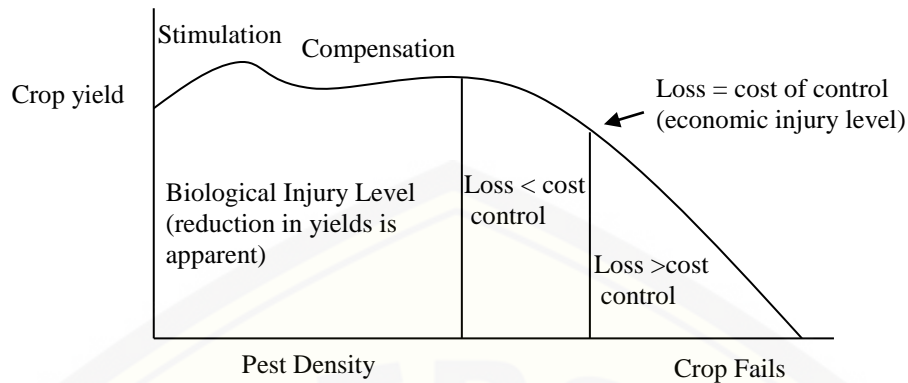 Stimulation
Compensation
Crop yield
Loss = cost of control
(economic injury level)
Biological Injury Level
(reduction in yields is
apparent)
Loss < cost
control
Loss >cost
control
Pest Density
Crop Fails